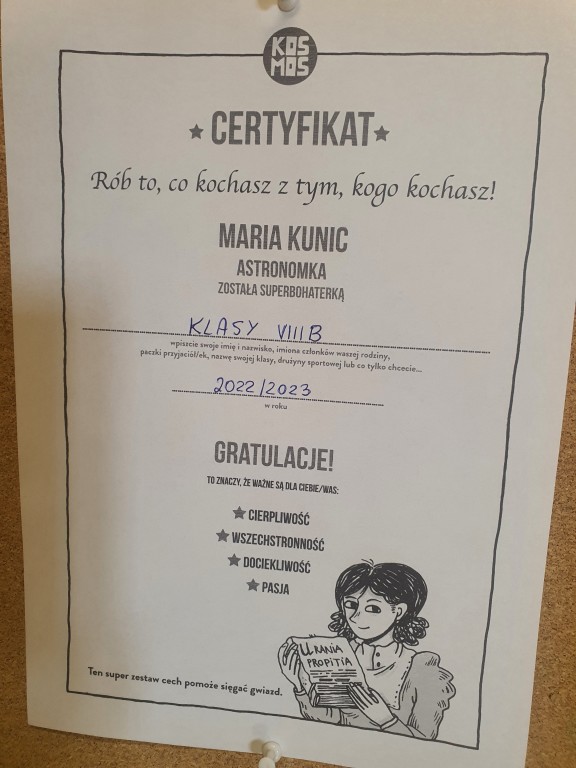 KOS
MOS
CERTYFIKAT
Rób to, co kochasz z tym, kogo kochasz!
MARIA KUNIC
ASTRONOMKA
ZOSTAŁA SUPERBOHATERKĄ
KLASY VIII B
wpiszcie swoje imię i nazwisko, imiona członków waszej rodziny,
paczki przyjaciół/ek, nazwę swojej klasy, drużyny sportowej lub co tylko chcecie...
2022/2023
w roku
GRATULACJE!
TO ZNACZY, ŻE WAŻNE SĄ DLA CIEBIE/WAS:
CIERPLIWOŚĆ
WSZECHSTRONNOŚĆ
DOCIEKLIWOŚĆ
PASJA
URANIA
PROPITIA
Ten super zestaw cech pomoże sięgać gwiazd.